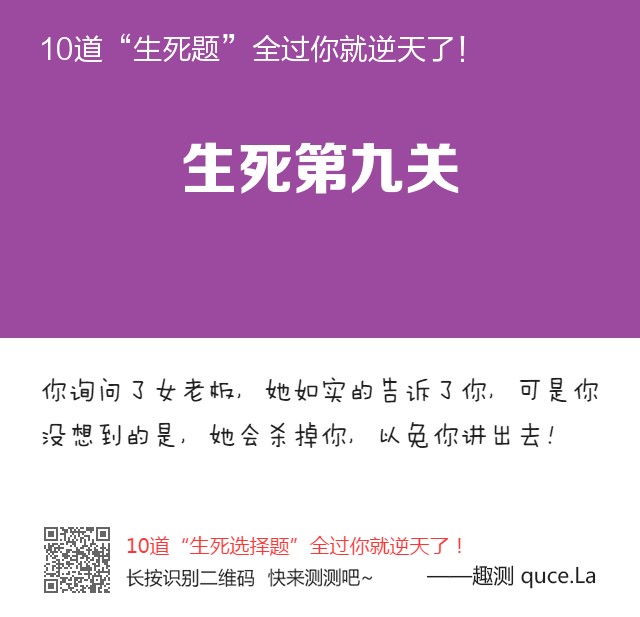 10道“生死题”全过你就逆天了！
生死第九关
你询问了女老板，她如实的告诉了你，可是你
没想到的是，她会杀掉你，以免你讲出去！
10道“生死选择题”全过你就逆天了！
长按识别二维码 快来测测吧~ ——趣测 quce.La